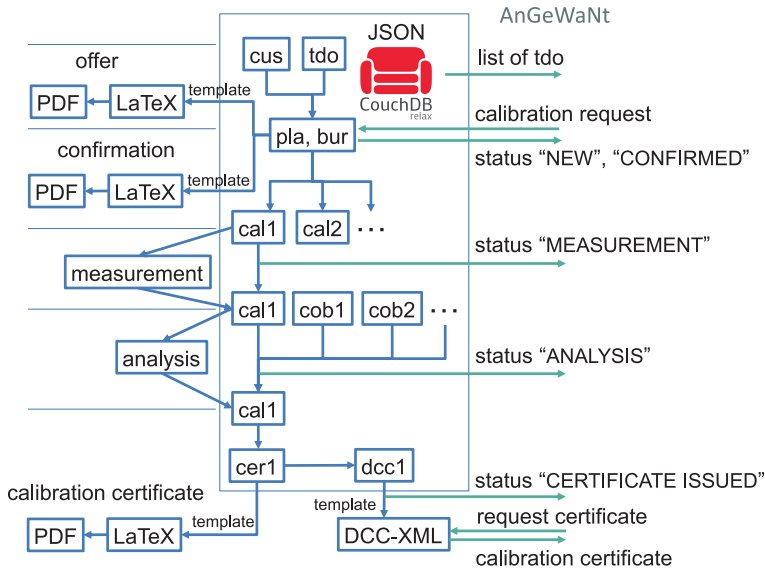 AnGeWaNt
JSON
offer
cus
tdo
list of tdo
template
PDF
LaTeX
CouchDB
relax
calibration request
pla, bur
confirmation
status “NEW”, “CONFIRMED”
template
PDF
LaTeX
cal1
cal2
...
status “MEASUREMENT”
measurement
cal1
cob1
cob2
...
analysis
status “ANALYSIS”
cal1
cer1
dcc1
status “CERTIFICATE ISSUED”
calibration certificate
template
template
request certificate
PDF
LaTeX
DCC-XML
calibration certificate